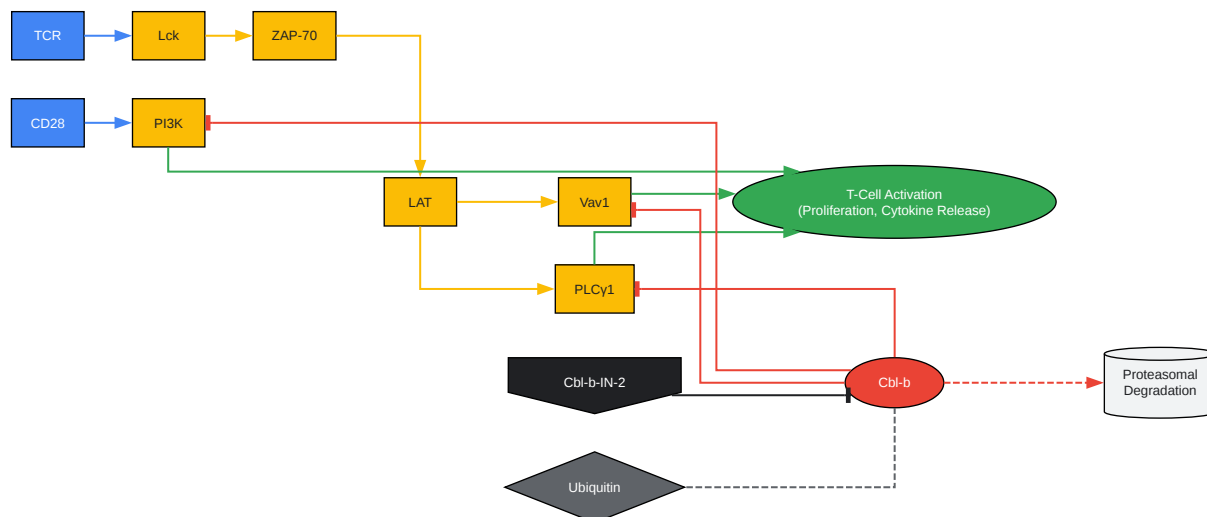 TCR
Lck
ZAP-70
CD28
PI3K
LAT
Vav1
T-Cell Activation
(Proliferation, Cytokine Release)
PLCγ1
Cbl-b-IN-2
Cbl-b
Proteasomal
Degradation
Ubiquitin